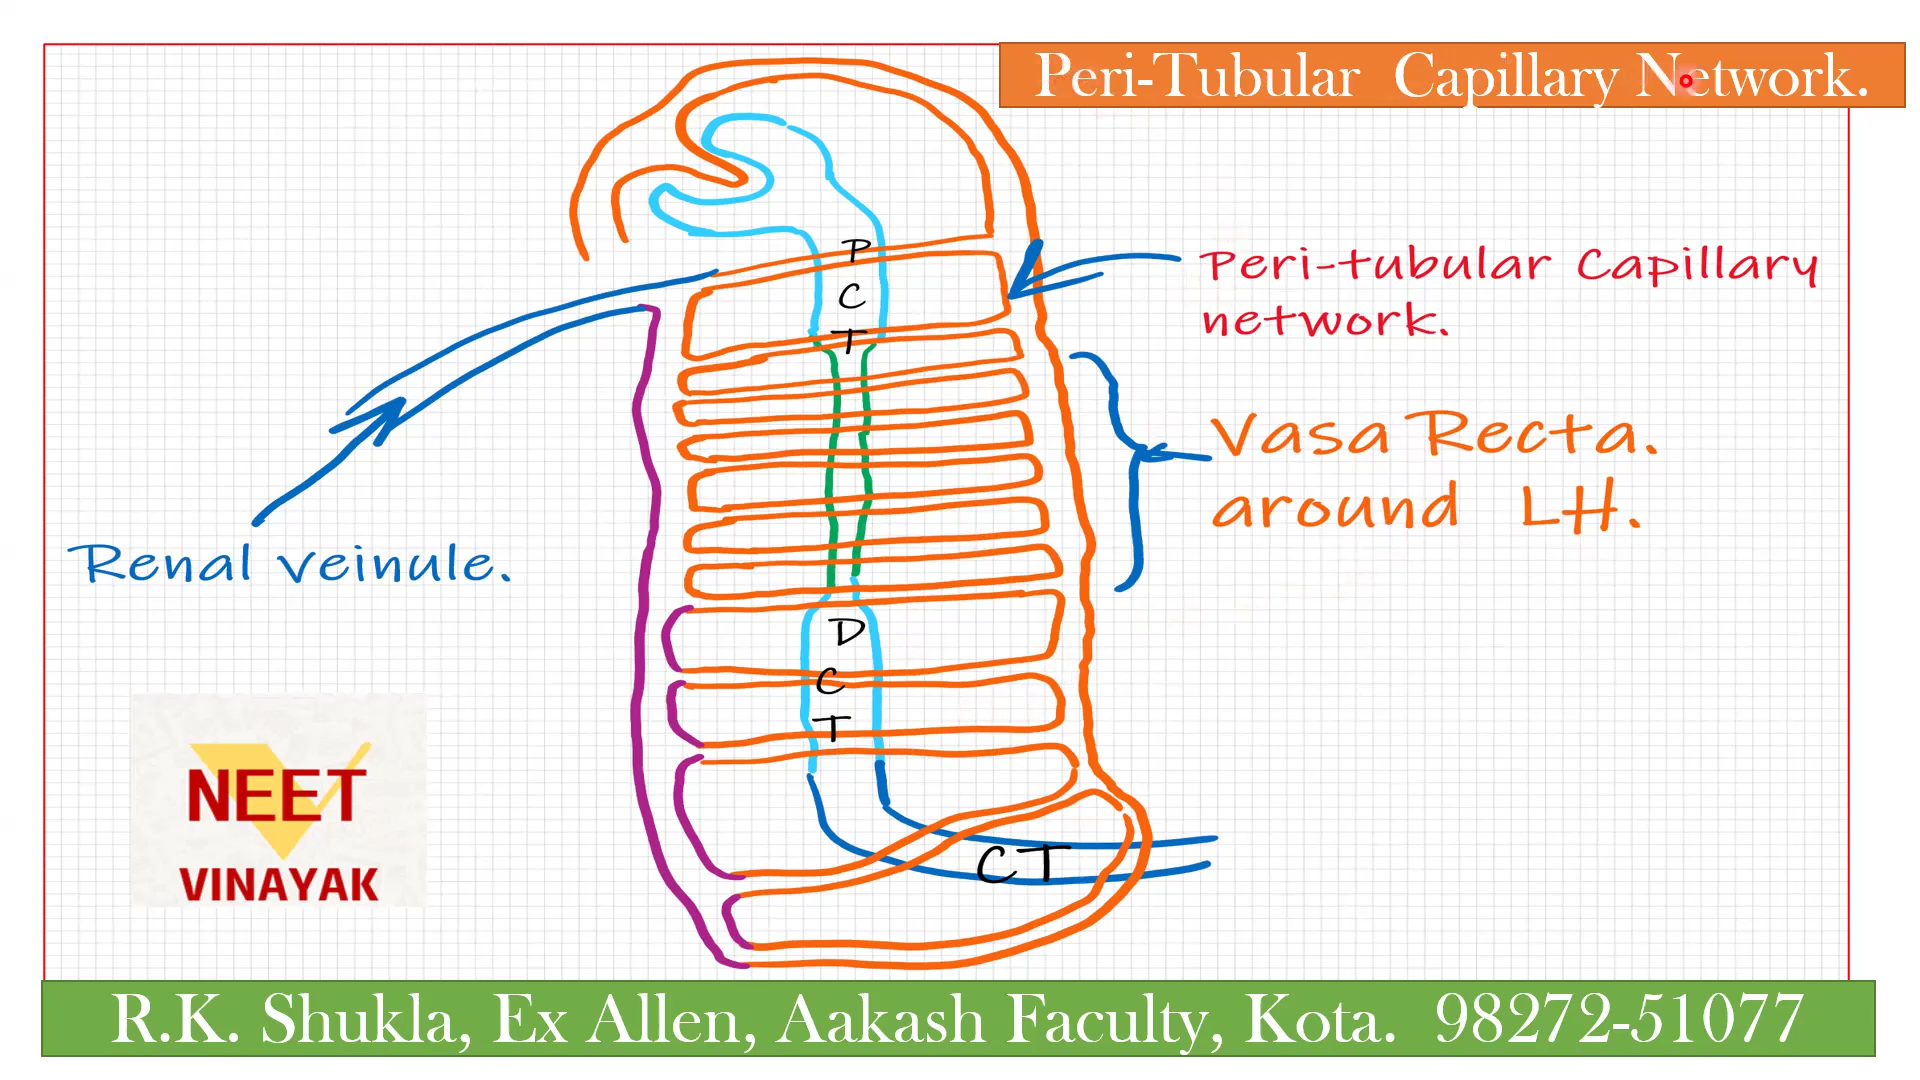 Peri-Tubular Capillary Network.
P
C
T
Peri-tubular Capillary
network.
Vasa Recta.
around LH.
Renal veinule.
D
C
T
CT
NEET
VINAYAK
R.K. Shukla, Ex Allen, Aakash Faculty, Kota. 98272-51077